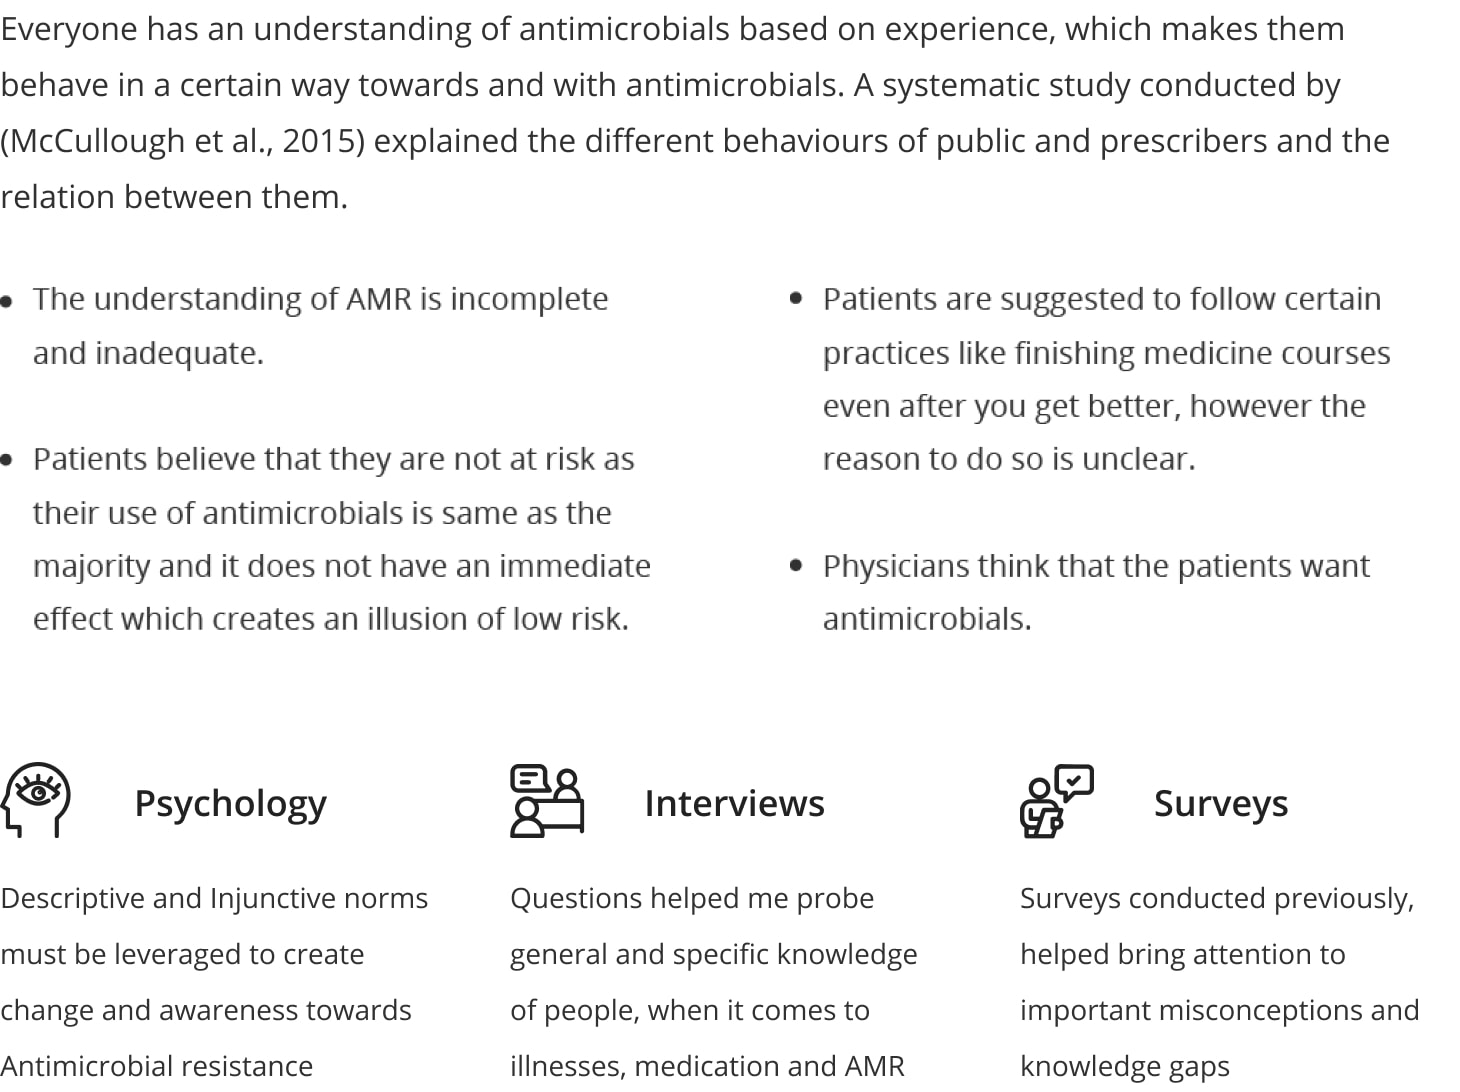 Everyone has an understanding of antimicrobials based on experience, which makes them
behave in a certain way towards and with antimicrobials. A systematic study conducted by
(McCullough et al., 2015) explained the different behaviours of public and prescribers and the
relation between them.
• The understanding of AMR is incomplete
and inadequate.
• Patients believe that they are not at risk as
their use of antimicrobials is same as the
majority and it does not have an immediate
effect which creates an illusion of low risk.
• Patients are suggested to follow certain
practices like finishing medicine courses
even after you get better, however the
reason to do so is unclear.
• Physicians think that the patients want
antimicrobials.
Psychology
Descriptive and Injunctive norms
must be leveraged to create
change and awareness towards
Antimicrobial resistance
Interviews
Questions helped me probe
general and specific knowledge
of people, when it comes to
illnesses, medication and AMR
Surveys
Surveys conducted previously,
helped bring attention to
important misconceptions and
knowledge gaps